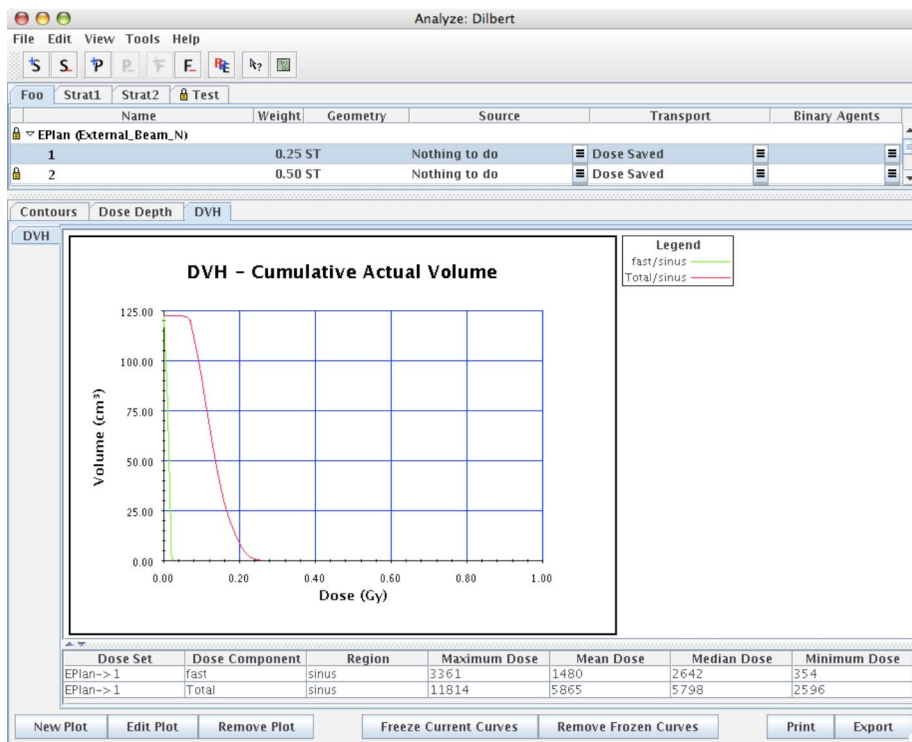 Analyze: Dilbert
File Edit View Tools Help
S S P P F F RBE ?
Foo Strat1 Strat2 Test
Name Weight Geometry Source Transport Binary Agents
EPlan (External_Beam_N)
1 0.25 ST Nothing to do Dose Saved
2 0.50 ST Nothing to do Dose Saved
Contours Dose Depth DVH
DVH
DVH - Cumulative Actual Volume
Legend
fast/sinus
Total/sinus
125.00
100.00
75.00
50.00
25.00
0.00
Volume (cm³)
0.00 0.20 0.40 0.60 0.80 1.00
Dose (Gy)
Dose Set Dose Component Region Maximum Dose Mean Dose Median Dose Minimum Dose
EPlan->1 fast sinus 3361 1480 2642 354
EPlan->1 Total sinus 11814 5865 5798 2596
New Plot Edit Plot Remove Plot Freeze Current Curves Remove Frozen Curves Print Export